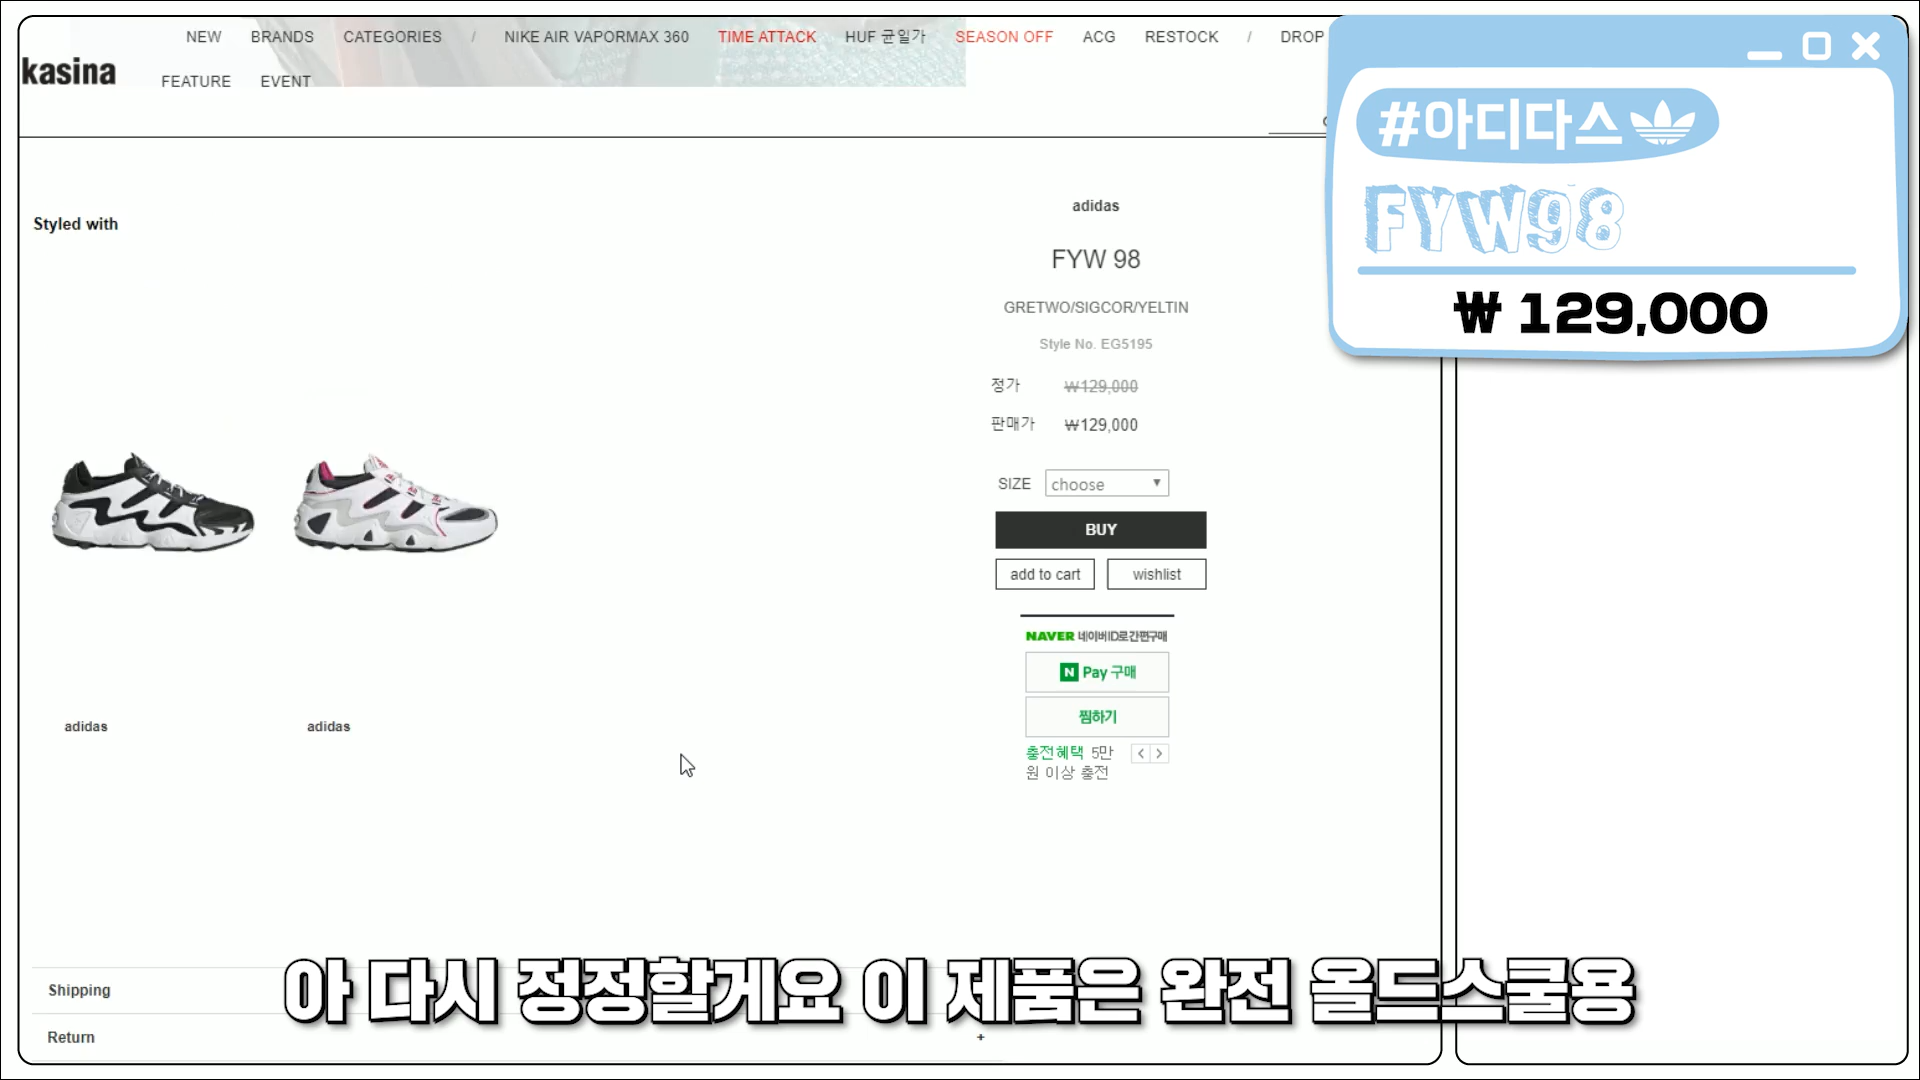 NEW BRANDS CATEGORIES / NIKE AIR VAPORMAX 360 TIME ATTACK HUF 균일가 SEASON OFF ACG RESTOCK / DROP
kasina
FEATURE EVENT
#아디다스
FYW98
₩ 129,000
Styled with
adidas
FYW 98
GRETWO/SIGCOR/YELTIN
Style No. EG5195
정가 ₩129,000
판매가 ₩129,000
SIZE choose
BUY
add to cart wishlist
NAVER 네이버ID로 간편구매
N Pay 구매
찜하기
충전혜택 5만
원 이상 충전
adidas adidas
Shipping
Return +
아 다시 정정할게요 이 제품은 완전 올드스쿨용